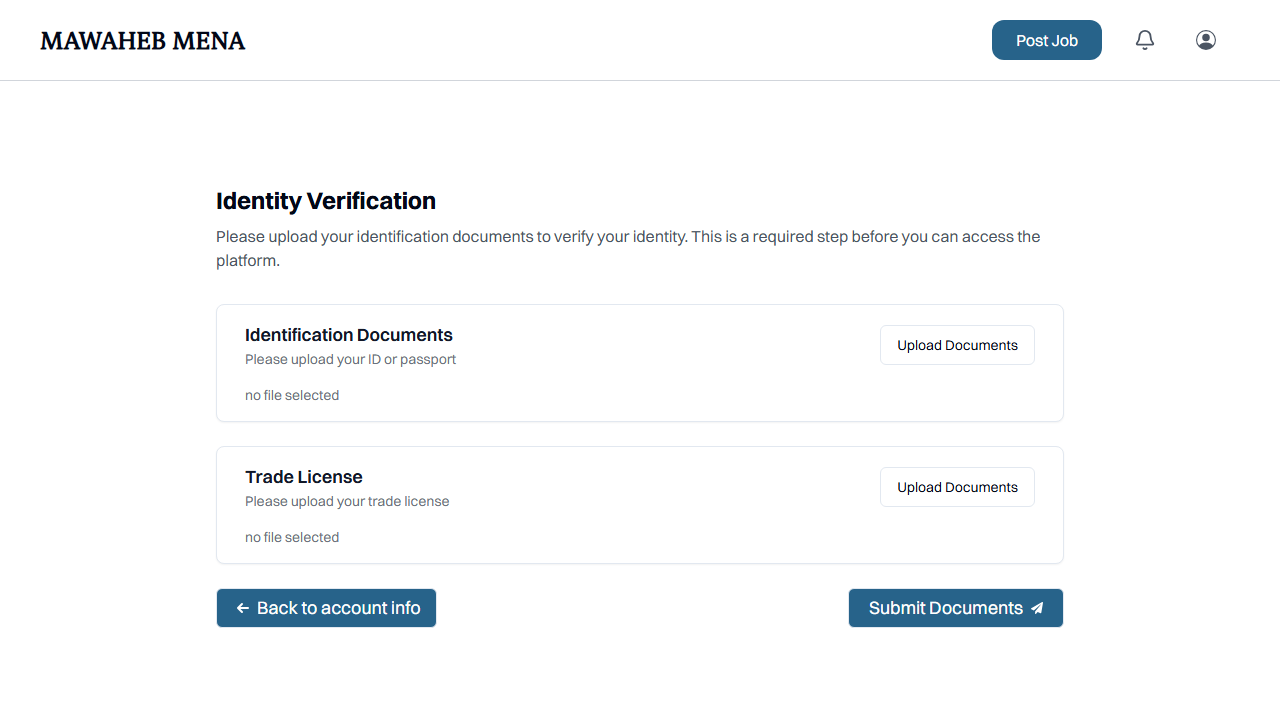 MAWAHEB MENA
Post Job
Identity Verification
Please upload your identification documents to verify your identity. This is a required step before you can access the
platform.
Identification Documents
Please upload your ID or passport
Upload Documents
no file selected
Trade License
Please upload your trade license
Upload Documents
no file selected
Back to account info
Submit Documents